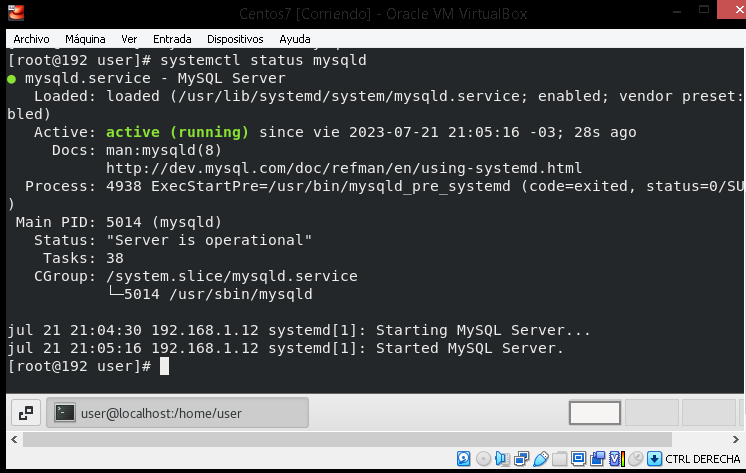 Centos7 [Corriendo] - Oracle VM VirtualBox
Archivo Máquina Ver Entrada Dispositivos Ayuda
[root@192 user]# systemctl status mysqld
● mysqld.service - MySQL Server
   Loaded: loaded (/usr/lib/systemd/system/mysqld.service; enabled; vendor preset:
bled)
   Active: active (running) since vie 2023-07-21 21:05:16 -03; 28s ago
     Docs: man:mysqld(8)
           http://dev.mysql.com/doc/refman/en/using-systemd.html
  Process: 4938 ExecStartPre=/usr/bin/mysqld_pre_systemd (code=exited, status=0/SU
)
 Main PID: 5014 (mysqld)
   Status: "Server is operational"
    Tasks: 38
   CGroup: /system.slice/mysqld.service
           └─5014 /usr/sbin/mysqld
jul 21 21:04:30 192.168.1.12 systemd[1]: Starting MySQL Server...
jul 21 21:05:16 192.168.1.12 systemd[1]: Started MySQL Server.
[root@192 user]#
user@localhost:/home/user
CTRL DERECHA